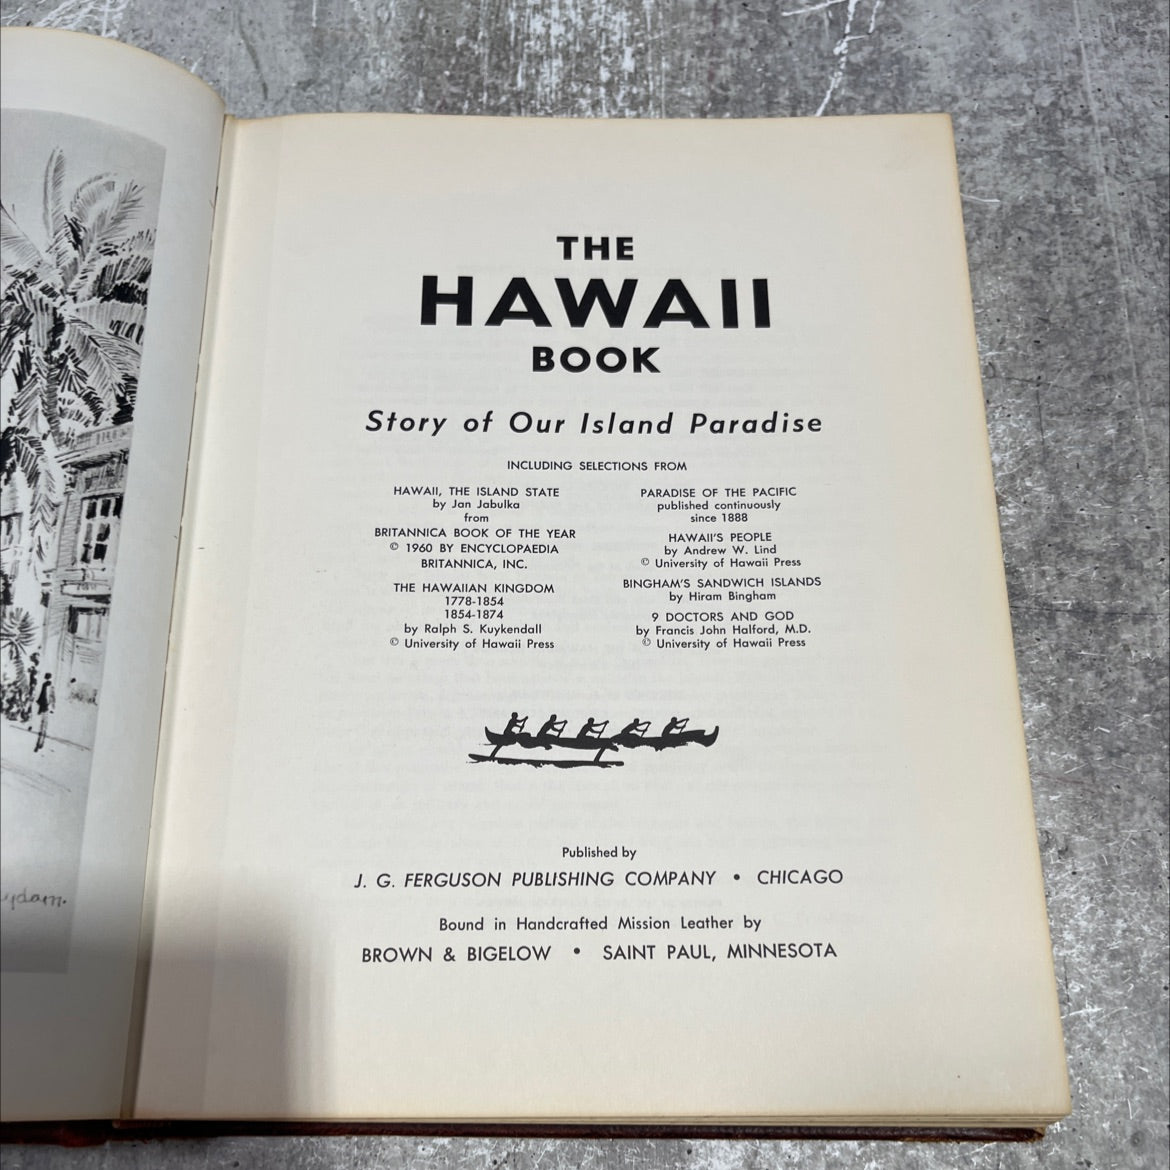 THE
HAWAII
BOOK
Story of Our Island Paradise
INCLUDING SELECTIONS FROM
HAWAII, THE ISLAND STATE
by Jan Jabulka
from
BRITANNICA BOOK OF THE YEAR
© 1960 BY ENCYCLOPAEDIA
BRITANNICA, INC.
THE HAWAIIAN KINGDOM
1778-1854
1854-1874
by Ralph S. Kuykendall
© University of Hawaii Press
PARADISE OF THE PACIFIC
published continuously
since 1888
HAWAII'S PEOPLE
by Andrew W. Lind
© University of Hawaii Press
BINGHAM'S SANDWICH ISLANDS
by Hiram Bingham
9 DOCTORS AND GOD
by Francis John Halford, M.D.
© University of Hawaii Press
Published by
J. G. FERGUSON PUBLISHING COMPANY • CHICAGO
Bound in Handcrafted Mission Leather by
BROWN & BIGELOW • SAINT PAUL, MINNESOTA